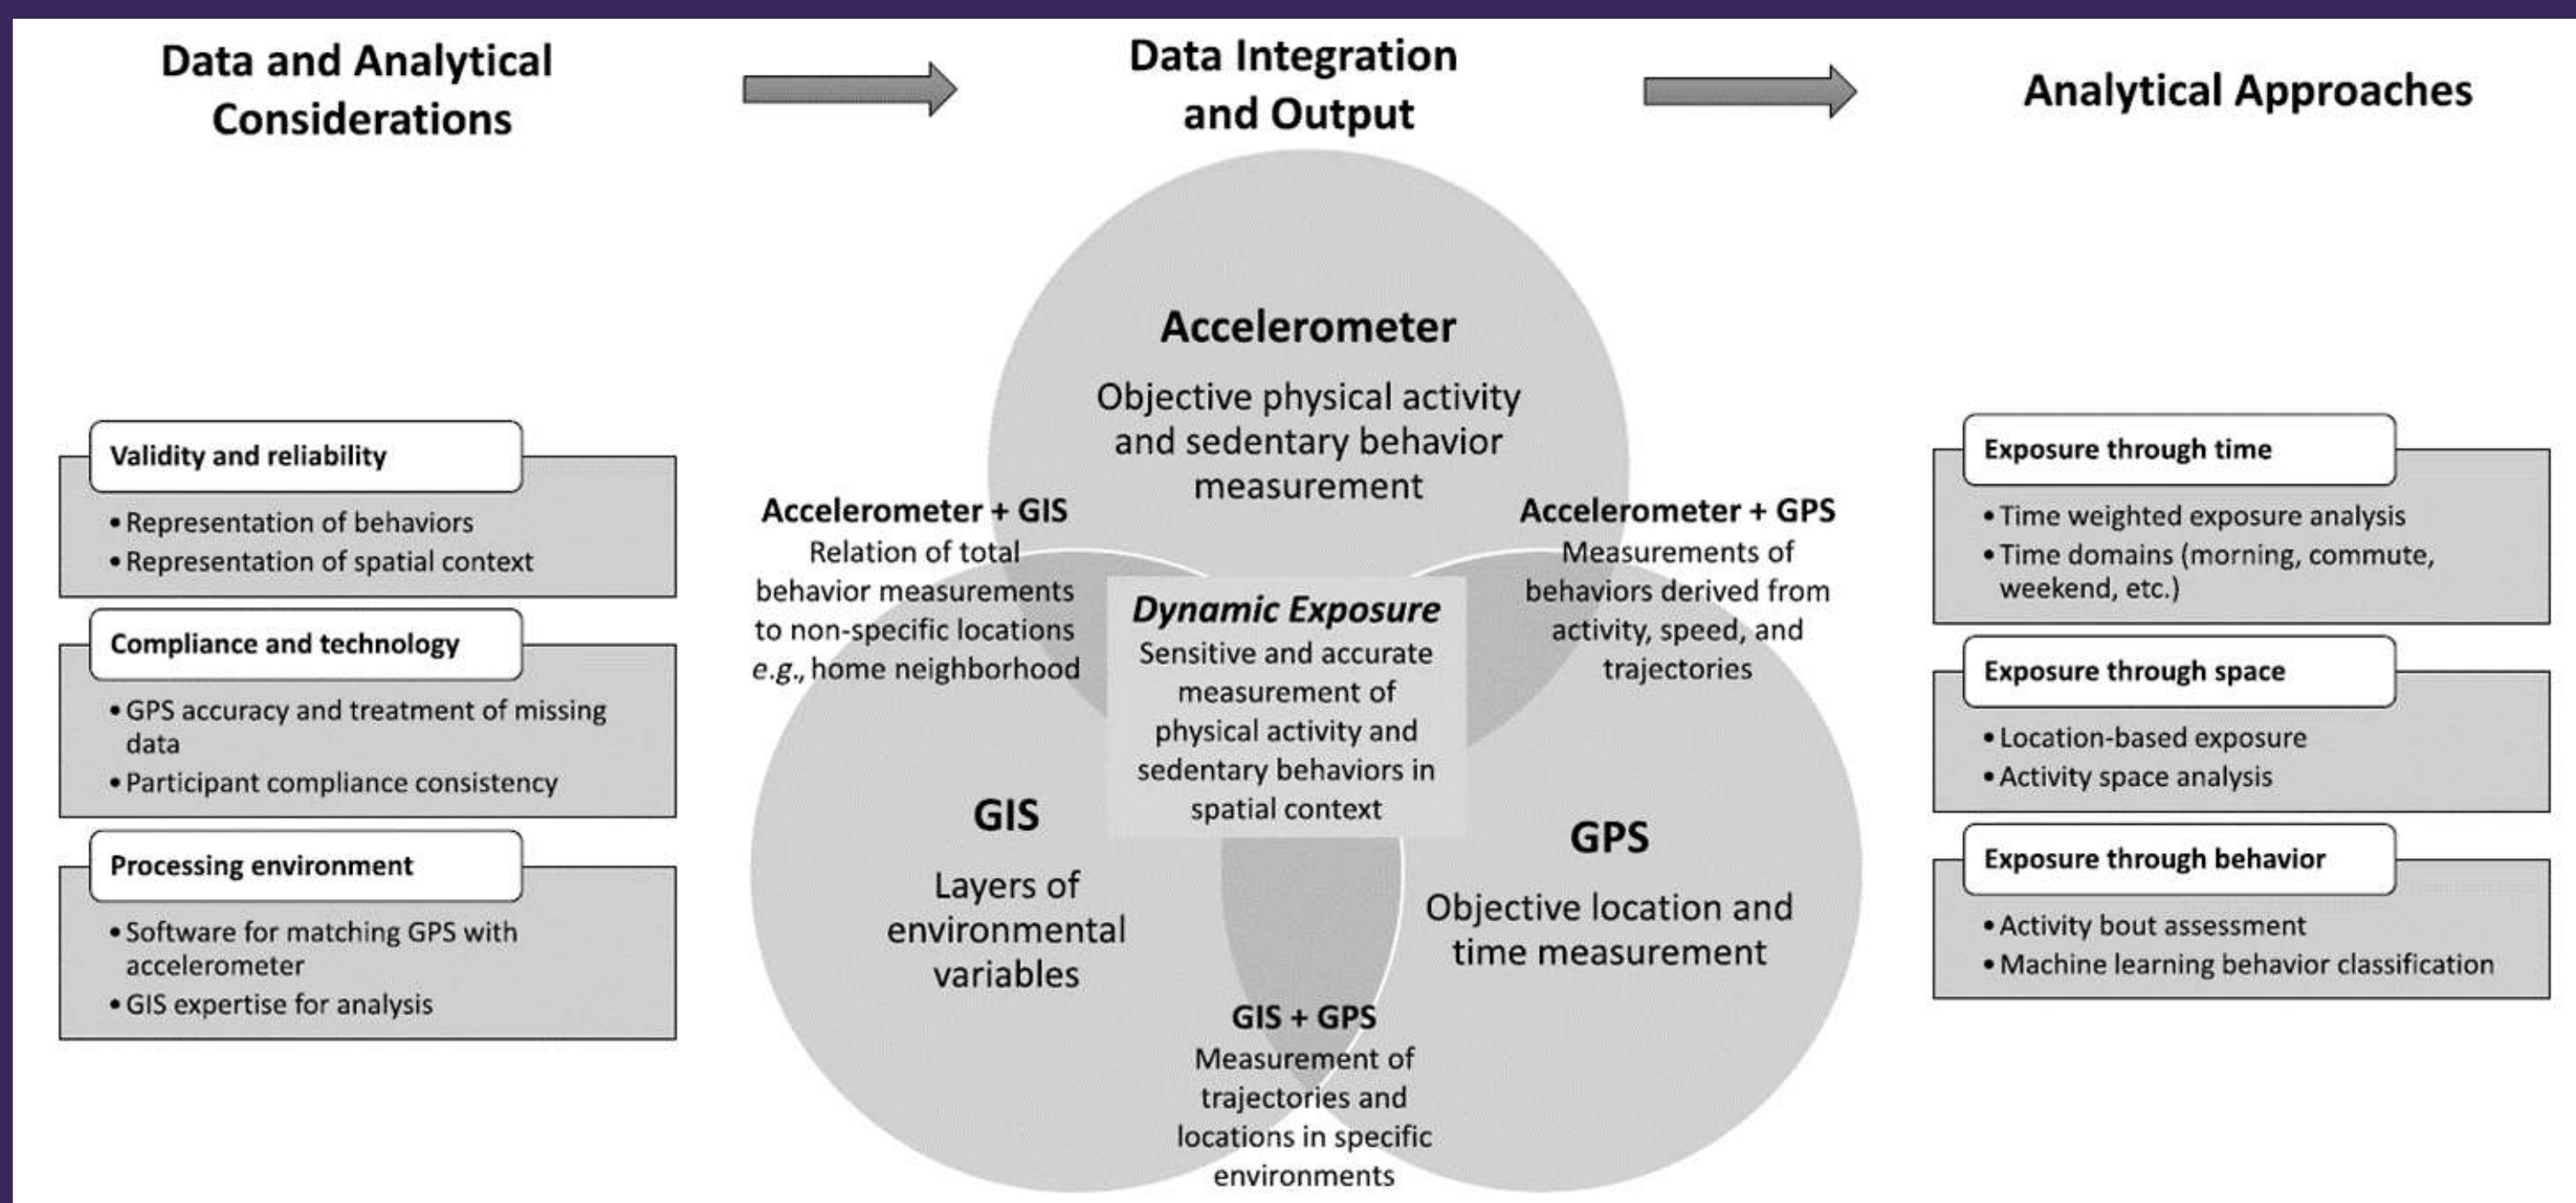 Data and Analytical
Considerations
Data Integration
and Output
Analytical Approaches
Validity and reliability
• Representation of behaviors
• Representation of spatial context
Compliance and technology
• GPS accuracy and treatment of missing
data
• Participant compliance consistency
Processing environment
• Software for matching GPS with
accelerometer
• GIS expertise for analysis
Accelerometer
Objective physical activity
and sedentary behavior
measurement
Accelerometer + GIS
Relation of total
behavior measurements
to non-specific locations
e.g., home neighborhood
Accelerometer + GPS
Measurements of
behaviors derived from
activity, speed, and
trajectories
Dynamic Exposure
Sensitive and accurate
measurement of
physical activity and
sedentary behaviors in
spatial context
GIS
Layers of
environmental
variables
GPS
Objective location and
time measurement
GIS + GPS
Measurement of
trajectories and
locations in specific
environments
Exposure through time
• Time weighted exposure analysis
• Time domains (morning, commute,
weekend, etc.)
Exposure through space
• Location-based exposure
• Activity space analysis
Exposure through behavior
• Activity bout assessment
• Machine learning behavior classification